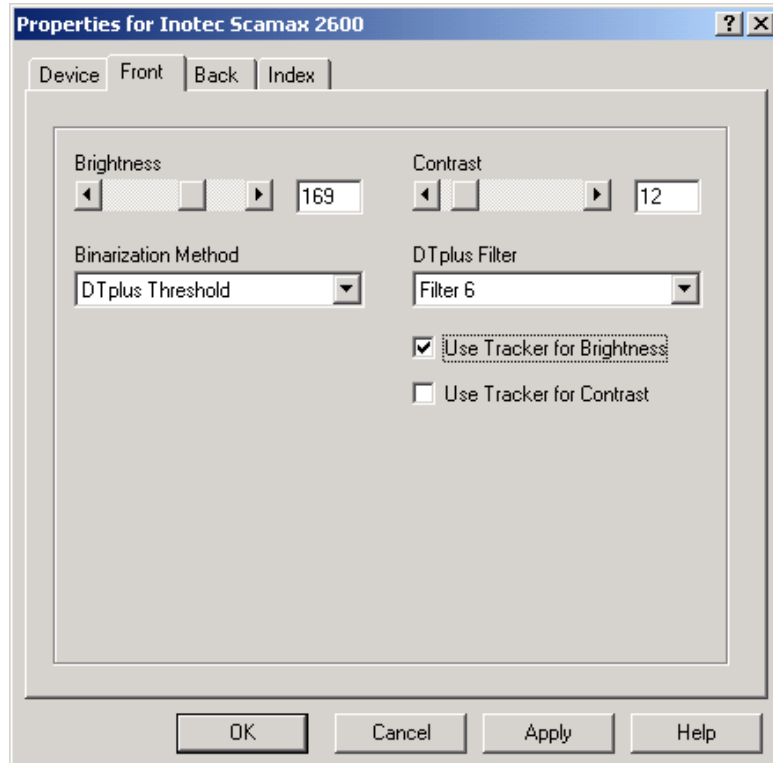 Properties for Inotec Scamax 2600
Device Front Back Index
Brightness Contrast
169 12
Binarization Method DTplus Filter
DTplus Threshold Filter 6
Use Tracker for Brightness
Use Tracker for Contrast
OK Cancel Apply Help